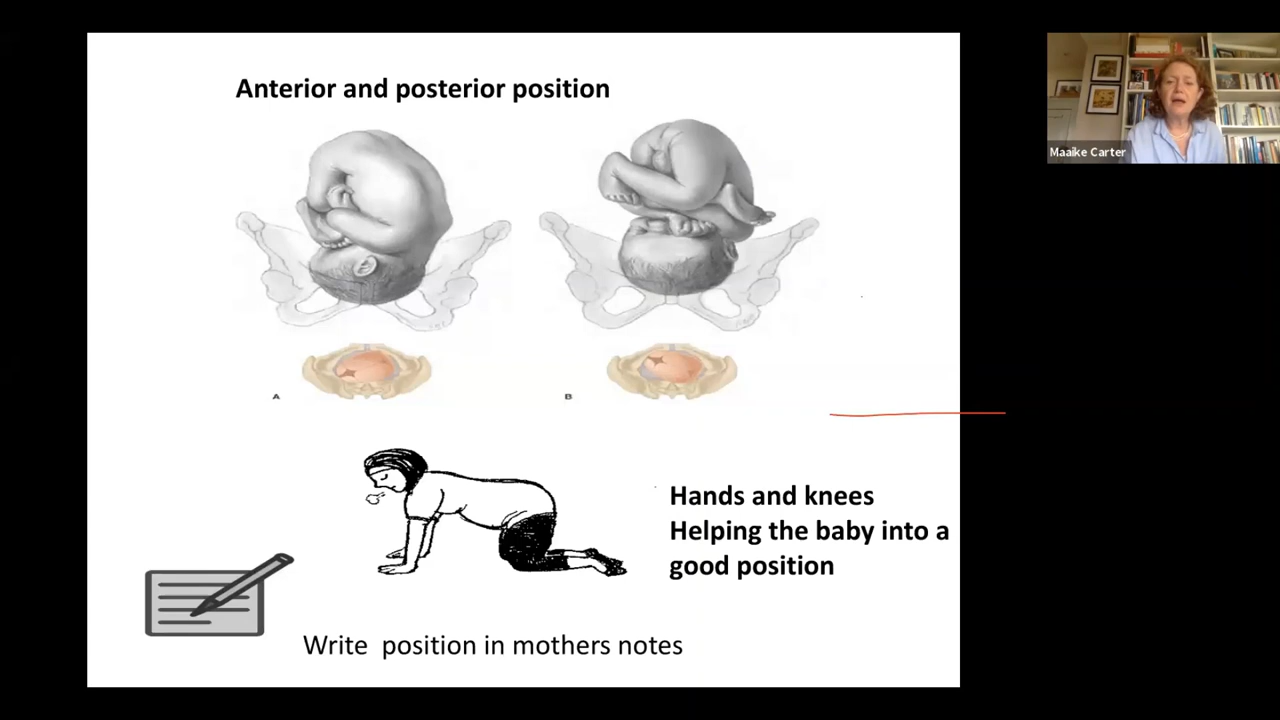 Anterior and posterior position
Maaike Carter
A
B
Hands and knees
Helping the baby into a
good position
Write position in mothers notes